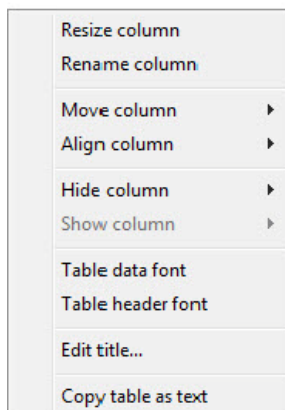 Resize column
Rename column
Move column
Align column
Hide column
Show column
Table data font
Table header font
Edit title...
Copy table as text